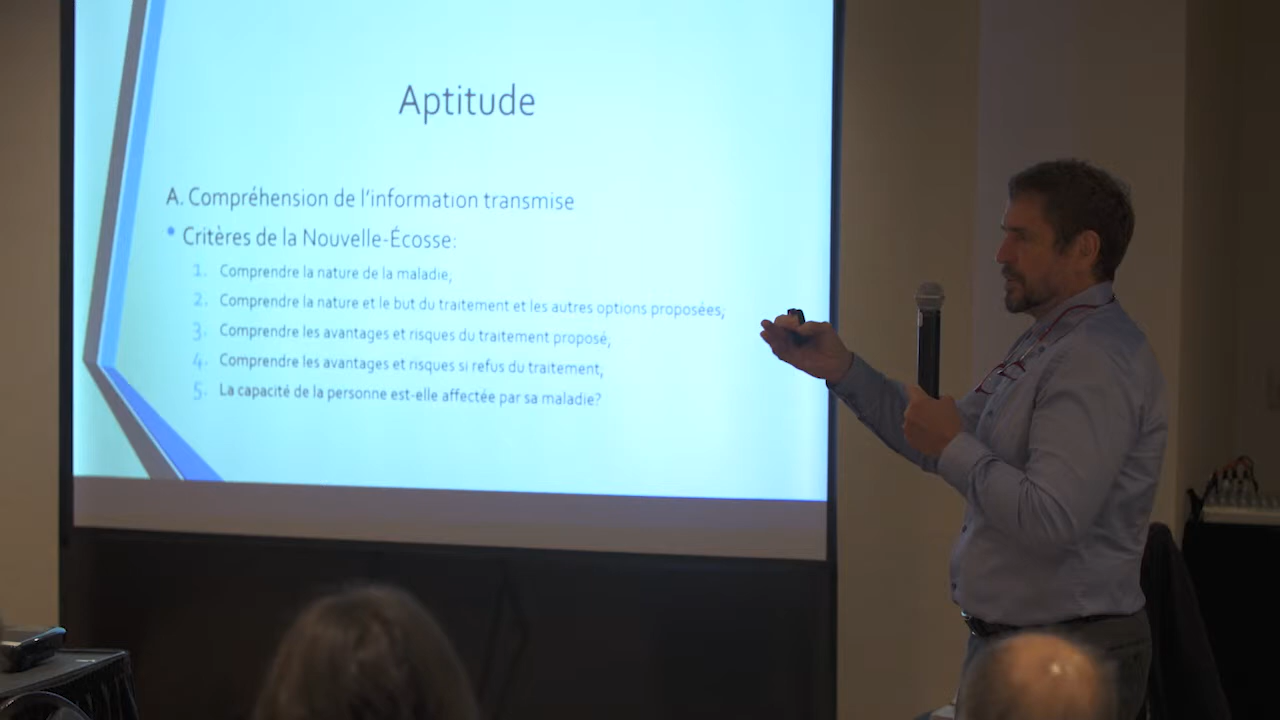 Aptitude
A. Compréhension de l'information transmise
• Critères de la Nouvelle-Écosse:
1. Comprendre la nature de la maladie;
2. Comprendre la nature et le but du traitement et les autres options proposées;
3. Comprendre les avantages et risques du traitement proposé;
4. Comprendre les avantages et risques si refus du traitement;
5. La capacité de la personne est-elle affectée par sa maladie?